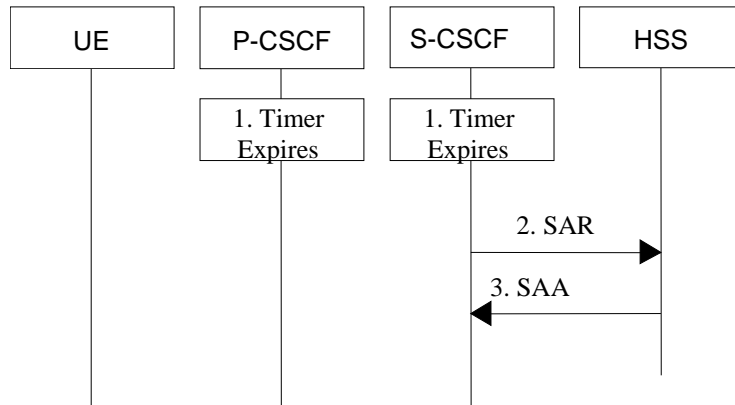 UE
P-CSCF
S-CSCF
HSS
1. Timer
Expires
1. Timer
Expires
2. SAR
3. SAA